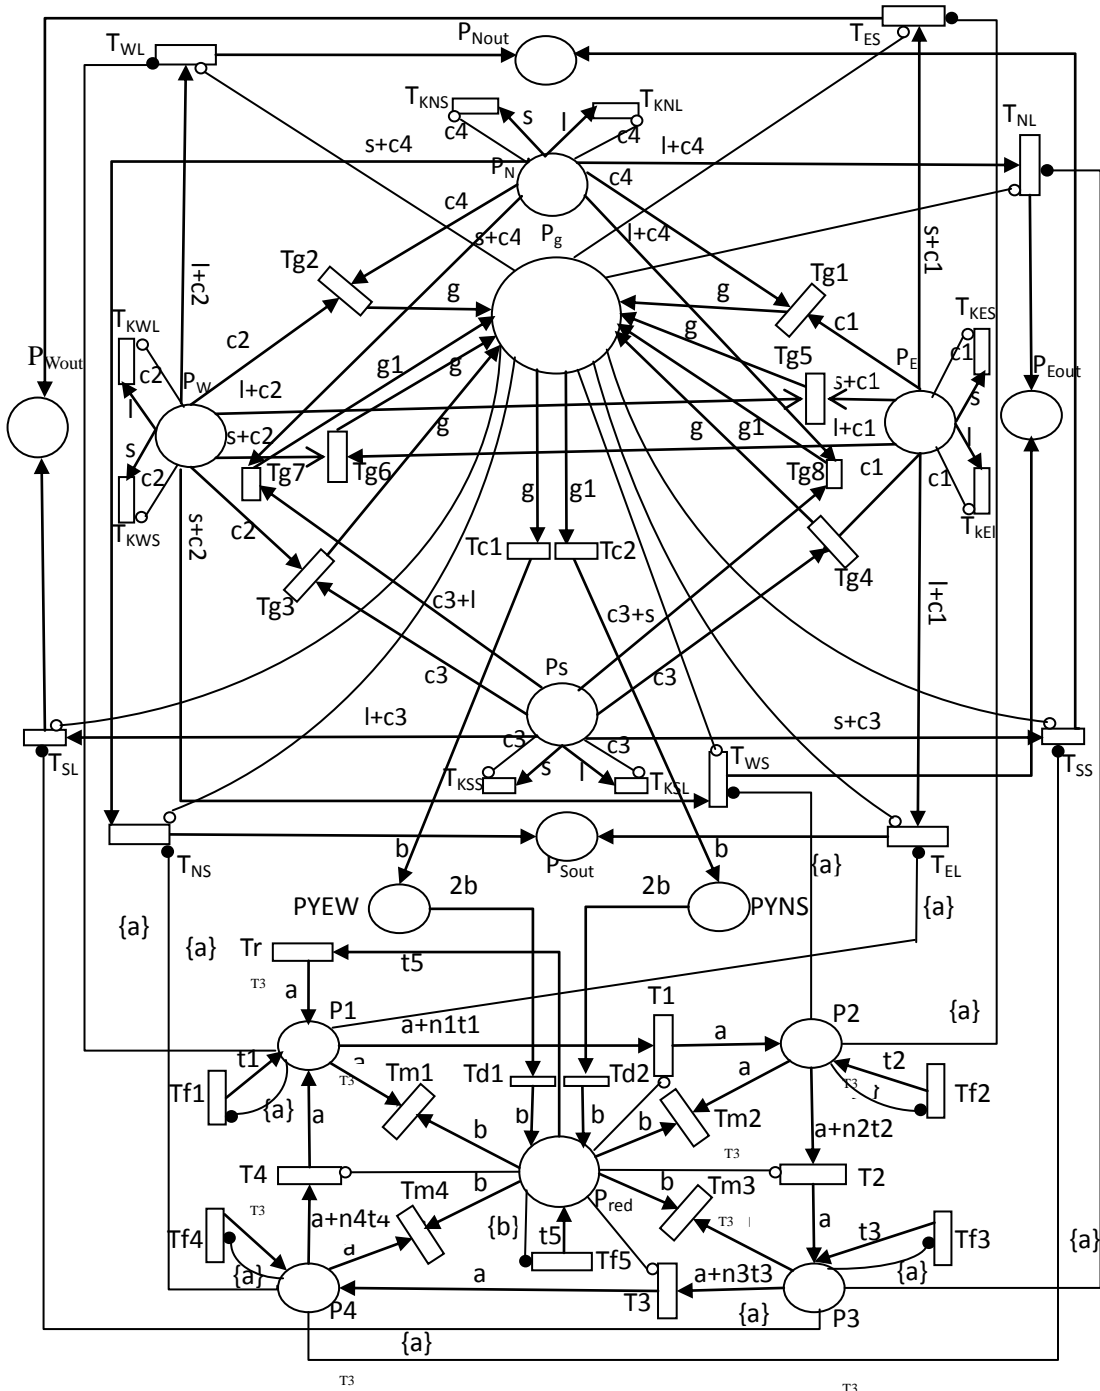 T_WL
P_Nout
T_ES
T_KNS
s
l
T_KNL
c4
c4
T_NL
s+c4
P_N
l+c4
c4
c4
s+c4
P_g
l+c4
s+c1
Tg2
g
g
Tg1
l+c2
T_KWL
c2
g
c1
T_KES
P_Wout
c2
P_W
g1
g
Tg5
P_E
c1
P_Eout
l
l+c2
s+c1
s
s
s+c2
g
g
g1
l+c1
l
c2
Tg7
Tg6
Tg8
c1
c1
T_KWS
s+c2
c2
g
g1
T_kEl
Tc1
Tc2
Tg3
c3+l
c3+s
Tg4
l+c1
c3
Ps
c3
l+c3
s+c3
T_SL
c3
c3
T_WS
T_SS
T_KSS
s
l
T_KSL
T_NS
b
P_Sout
b
{a}
T_EL
PYEW
2b
2b
PYNS
{a}
{a}
{a}
Tr
t5
T3
a
P1
a+n1t1
T1
a
P2
{a}
t1
T3
Tm1
Td1
Td2
a
T3
t2
Tf1
{a}
}
Tf2
a
b
b
b
Tm2
a+n2t2
b
T3
T4
b
b
Tm3
T2
T3
Tm4
P_red
a
a+n4t4
{b}
t5
T3
t3
Tf4
Tf5
Tf3
{a}
{a}
a
a+n3t3
{a}
P4
T3
{a}
P3
{a}
T3
T3